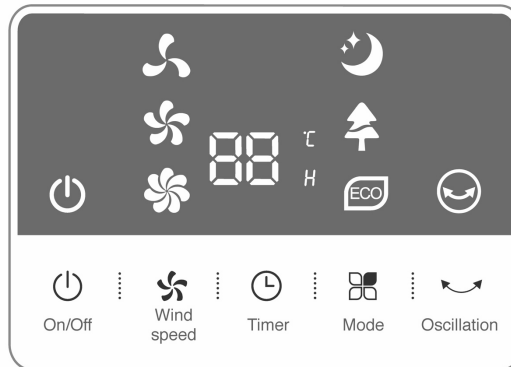 88 °C
H
ECO
On/Off
Wind
speed
Timer
Mode
Oscillation